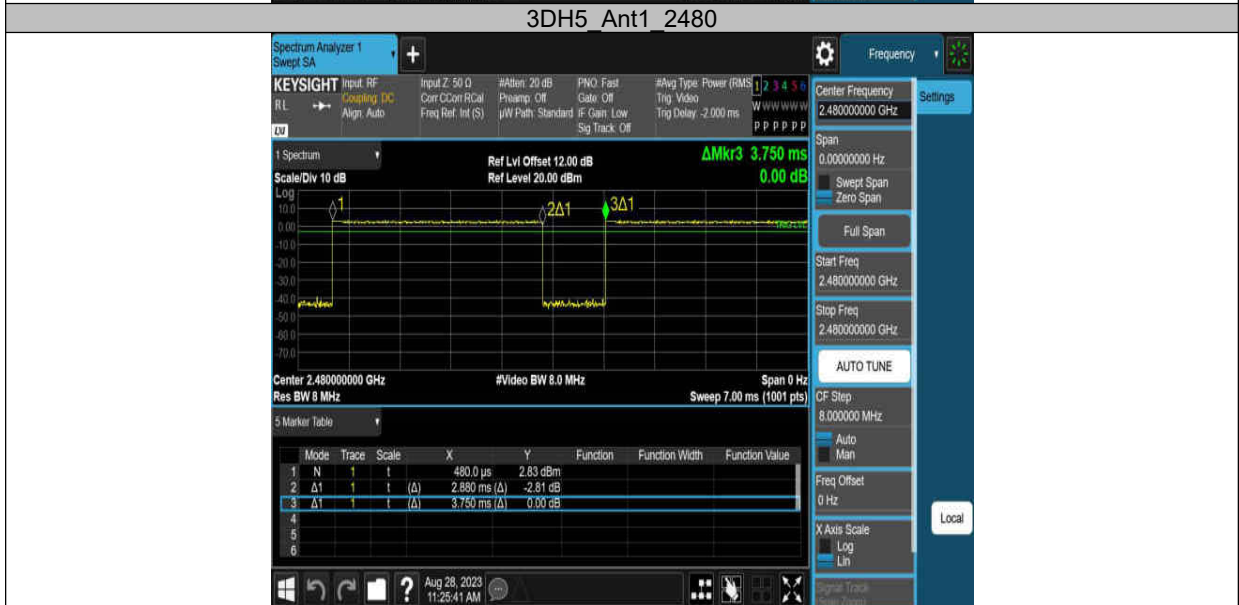 3DH5_Ant1_2480
Spectrum Analyzer 1
Swept SA
+
Frequency
KEYSIGHT
RL
Input: RF
Coupling: DC
Align: Auto
Input Z: 50 Ω
Corr CCorr RCal
Freq Ref: Int (S)
#Atten: 20 dB
Preamp: Off
µW Path: Standard
PNO: Fast
Gate: Off
IF Gain: Low
Sig Track: Off
#Avg Type: Power (RMS
Trig: Video
Trig Delay: -2.000 ms
1 2 3 4 5 6
W W W W W W
P P P P P P
1 Spectrum
Scale/Div 10 dB
Ref Lvl Offset 12.00 dB
Ref Level 20.00 dBm
ΔMkr3 3.750 ms
0.00 dB
Log
10.0
0.00
-10.0
-20.0
-30.0
-40.0
-50.0
-60.0
-70.0
1
2Δ1
3Δ1
TRIG LVL
Center 2.480000000 GHz
#Video BW 8.0 MHz
Span 0 Hz
Res BW 8 MHz
Sweep 7.00 ms (1001 pts)
5 Marker Table
Mode Trace Scale X Y Function Function Width Function Value
1 N 1 t 480.0 µs 2.83 dBm
2 Δ1 1 t (Δ) 2.880 ms (Δ) -2.81 dB
3 Δ1 1 t (Δ) 3.750 ms (Δ) 0.00 dB
4
5
6
?
Aug 28, 2023
11:25:41 AM
Center Frequency
2.480000000 GHz
Settings
Span
0.00000000 Hz
Swept Span
Zero Span
Full Span
Start Freq
2.480000000 GHz
Stop Freq
2.480000000 GHz
AUTO TUNE
CF Step
8.000000 MHz
Auto
Man
Freq Offset
0 Hz
X Axis Scale
Log
Lin
Local
Signal Track
(Span Zoom)